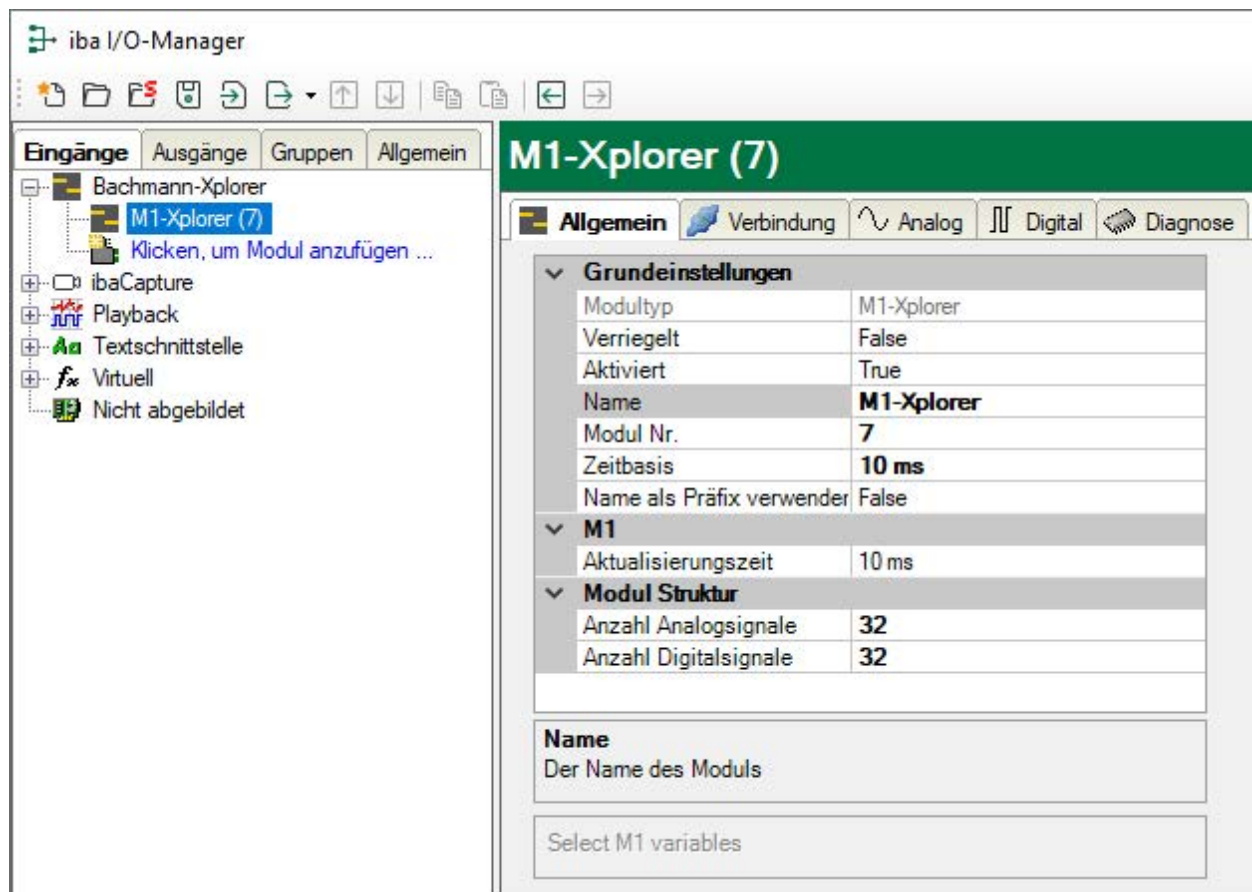 iba I/O-Manager
Eingänge Ausgänge Gruppen Allgemein
Bachmann-Xplorer
M1-Xplorer (7)
Klicken, um Modul anzufügen ...
ibaCapture
Playback
Textschnittstelle
Virtuell
Nicht abgebildet
M1-Xplorer (7)
Allgemein Verbindung Analog Digital Diagnose
Grundeinstellungen
Modultyp M1-Xplorer
Verriegelt False
Aktiviert True
Name M1-Xplorer
Modul Nr. 7
Zeitbasis 10 ms
Name als Präfix verwender False
M1
Aktualisierungszeit 10 ms
Modul Struktur
Anzahl Analogsignale 32
Anzahl Digitalsignale 32
Name
Der Name des Moduls
Select M1 variables